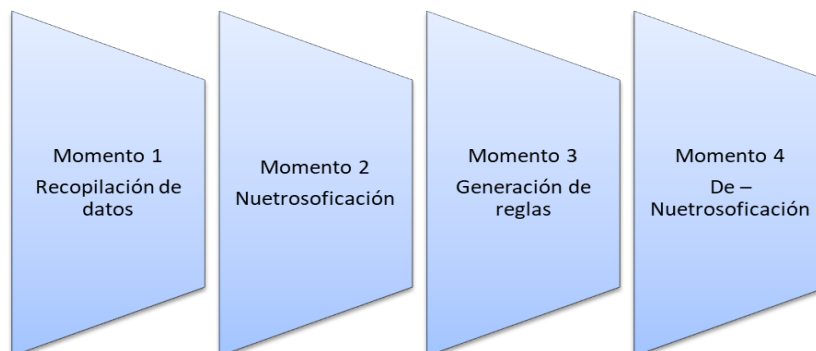 Momento 1
Recopilación de
datos
Momento 2
Nuetrosoficación
Momento 3
Generación de
reglas
Momento 4
De –
Nuetrosoficación